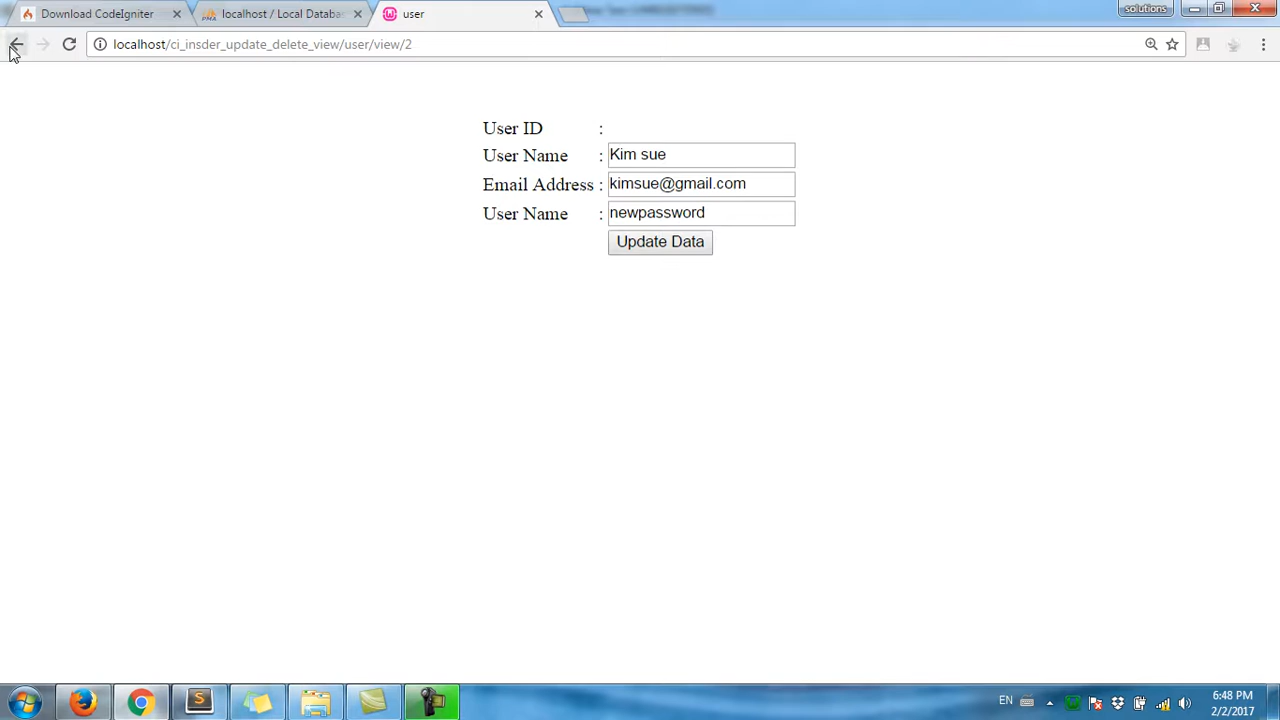 Download CodeIgniter
localhost / Local Databa
user
solutions
localhost/ci_insder_update_delete_view/user/view/2
User ID :
User Name : Kim sue
Email Address : kimsue@gmail.com
User Name : newpassword
Update Data
EN
6:48 PM
2/2/2017